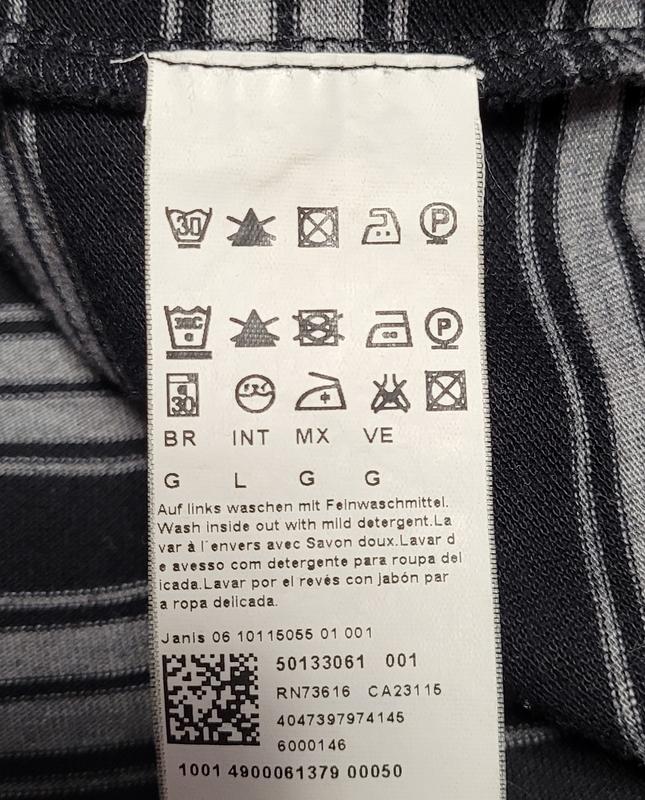 30 P
P
30
BR INT MX VE
G L G G
Auf links waschen mit Feinwaschmittel.
Wash inside out with mild detergent.La
var à l'envers avec Savon doux.Lavar d
e avesso com detergente para roupa del
icada.Lavar por el revés con jabón par
a ropa delicada.
Janis 06 10115055 01 001
50133061 001
RN73616 CA23115
4047397974145
6000146
1001 4900061379 00050